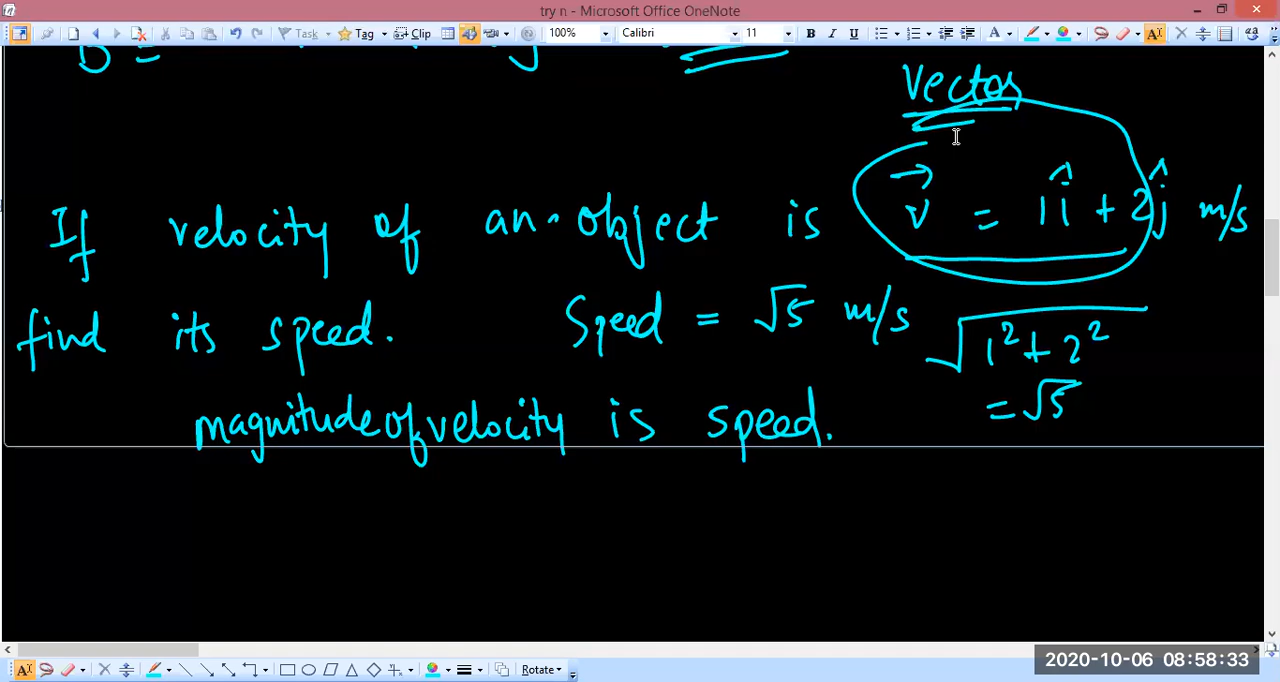 try n - Microsoft Office OneNote
Task Tag Clip 100% Calibri 11 B I U
Vector
If velocity of an object is v⃗ = 1î + 2ĵ m/s
find its speed. Speed = √5 m/s √1² + 2²
= √5
magnitude of velocity is speed.
Rotate
2020-10-06 08:58:33